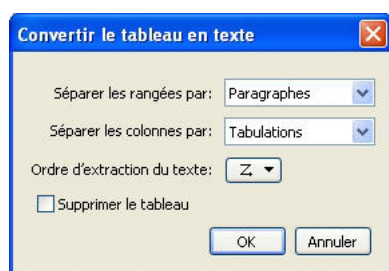 Convertir le tableau en texte
Séparer les rangées par: Paragraphes
Séparer les colonnes par: Tabulations
Ordre d'extraction du texte:
Supprimer le tableau
OK Annuler